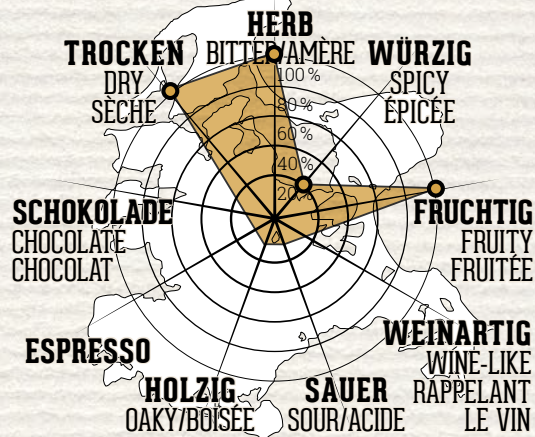 HERB
BITTER/AMÈRE
TROCKEN
DRY
SÈCHE
WÜRZIG
SPICY
ÉPICÉE
100%
80%
60%
40%
20%
0
SCHOKOLADE
CHOCOLATE
CHOCOLAT
FRUCHTIG
FRUITY
FRUITÉE
ESPRESSO
WEINARTIG
WINE-LIKE
RAPPELANT
LE VIN
HOLZIG
OAKY/BOISÉE
SAUER
SOUR/ACIDE